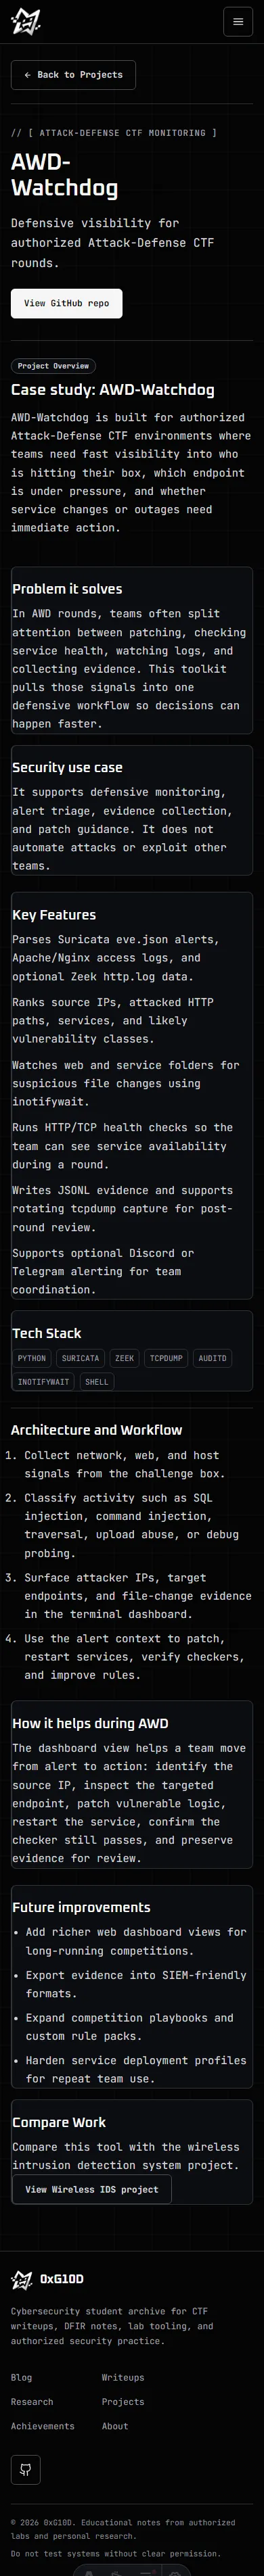 ← Back to Projects
// [ ATTACK-DEFENSE CTF MONITORING ]
AWD-
Watchdog
Defensive visibility for
authorized Attack-Defense CTF
rounds.
View GitHub repo
Project Overview
Case study: AWD-Watchdog
AWD-Watchdog is built for authorized
Attack-Defense CTF environments where
teams need fast visibility into who
is hitting their box, which endpoint
is under pressure, and whether
service changes or outages need
immediate action.
Problem it solves
In AWD rounds, teams often split
attention between patching, checking
service health, watching logs, and
collecting evidence. This toolkit
pulls those signals into one
defensive workflow so decisions can
happen faster.
Security use case
It supports defensive monitoring,
alert triage, evidence collection,
and patch guidance. It does not
automate attacks or exploit other
teams.
Key Features
Parses Suricata eve.json alerts,
Apache/Nginx access logs, and
optional Zeek http.log data.
Ranks source IPs, attacked HTTP
paths, services, and likely
vulnerability classes.
Watches web and service folders for
suspicious file changes using
inotifywait.
Runs HTTP/TCP health checks so the
team can see service availability
during a round.
Writes JSONL evidence and supports
rotating tcpdump capture for post-
round review.
Supports optional Discord or
Telegram alerting for team
coordination.
Tech Stack
PYTHON SURICATA ZEEK TCPDUMP AUDITD
INOTIFYWAIT SHELL
Architecture and Workflow
1. Collect network, web, and host
signals from the challenge box.
2. Classify activity such as SQL
injection, command injection,
traversal, upload abuse, or debug
probing.
3. Surface attacker IPs, target
endpoints, and file-change evidence
in the terminal dashboard.
4. Use the alert context to patch,
restart services, verify checkers,
and improve rules.
How it helps during AWD
The dashboard view helps a team move
from alert to action: identify the
source IP, inspect the targeted
endpoint, patch vulnerable logic,
restart the service, confirm the
checker still passes, and preserve
evidence for review.
Future improvements
• Add richer web dashboard views for
long-running competitions.
• Export evidence into SIEM-friendly
formats.
• Expand competition playbooks and
custom rule packs.
• Harden service deployment profiles
for repeat team use.
Compare Work
Compare this tool with the wireless
intrusion detection system project.
View Wireless IDS project
0xG10D
Cybersecurity student archive for CTF
writeups, DFIR notes, lab tooling, and
authorized security practice.
Blog Writeups
Research Projects
Achievements About
© 2026 0xG10D. Educational notes from authorized
labs and personal research.
Do not test systems without clear permission.